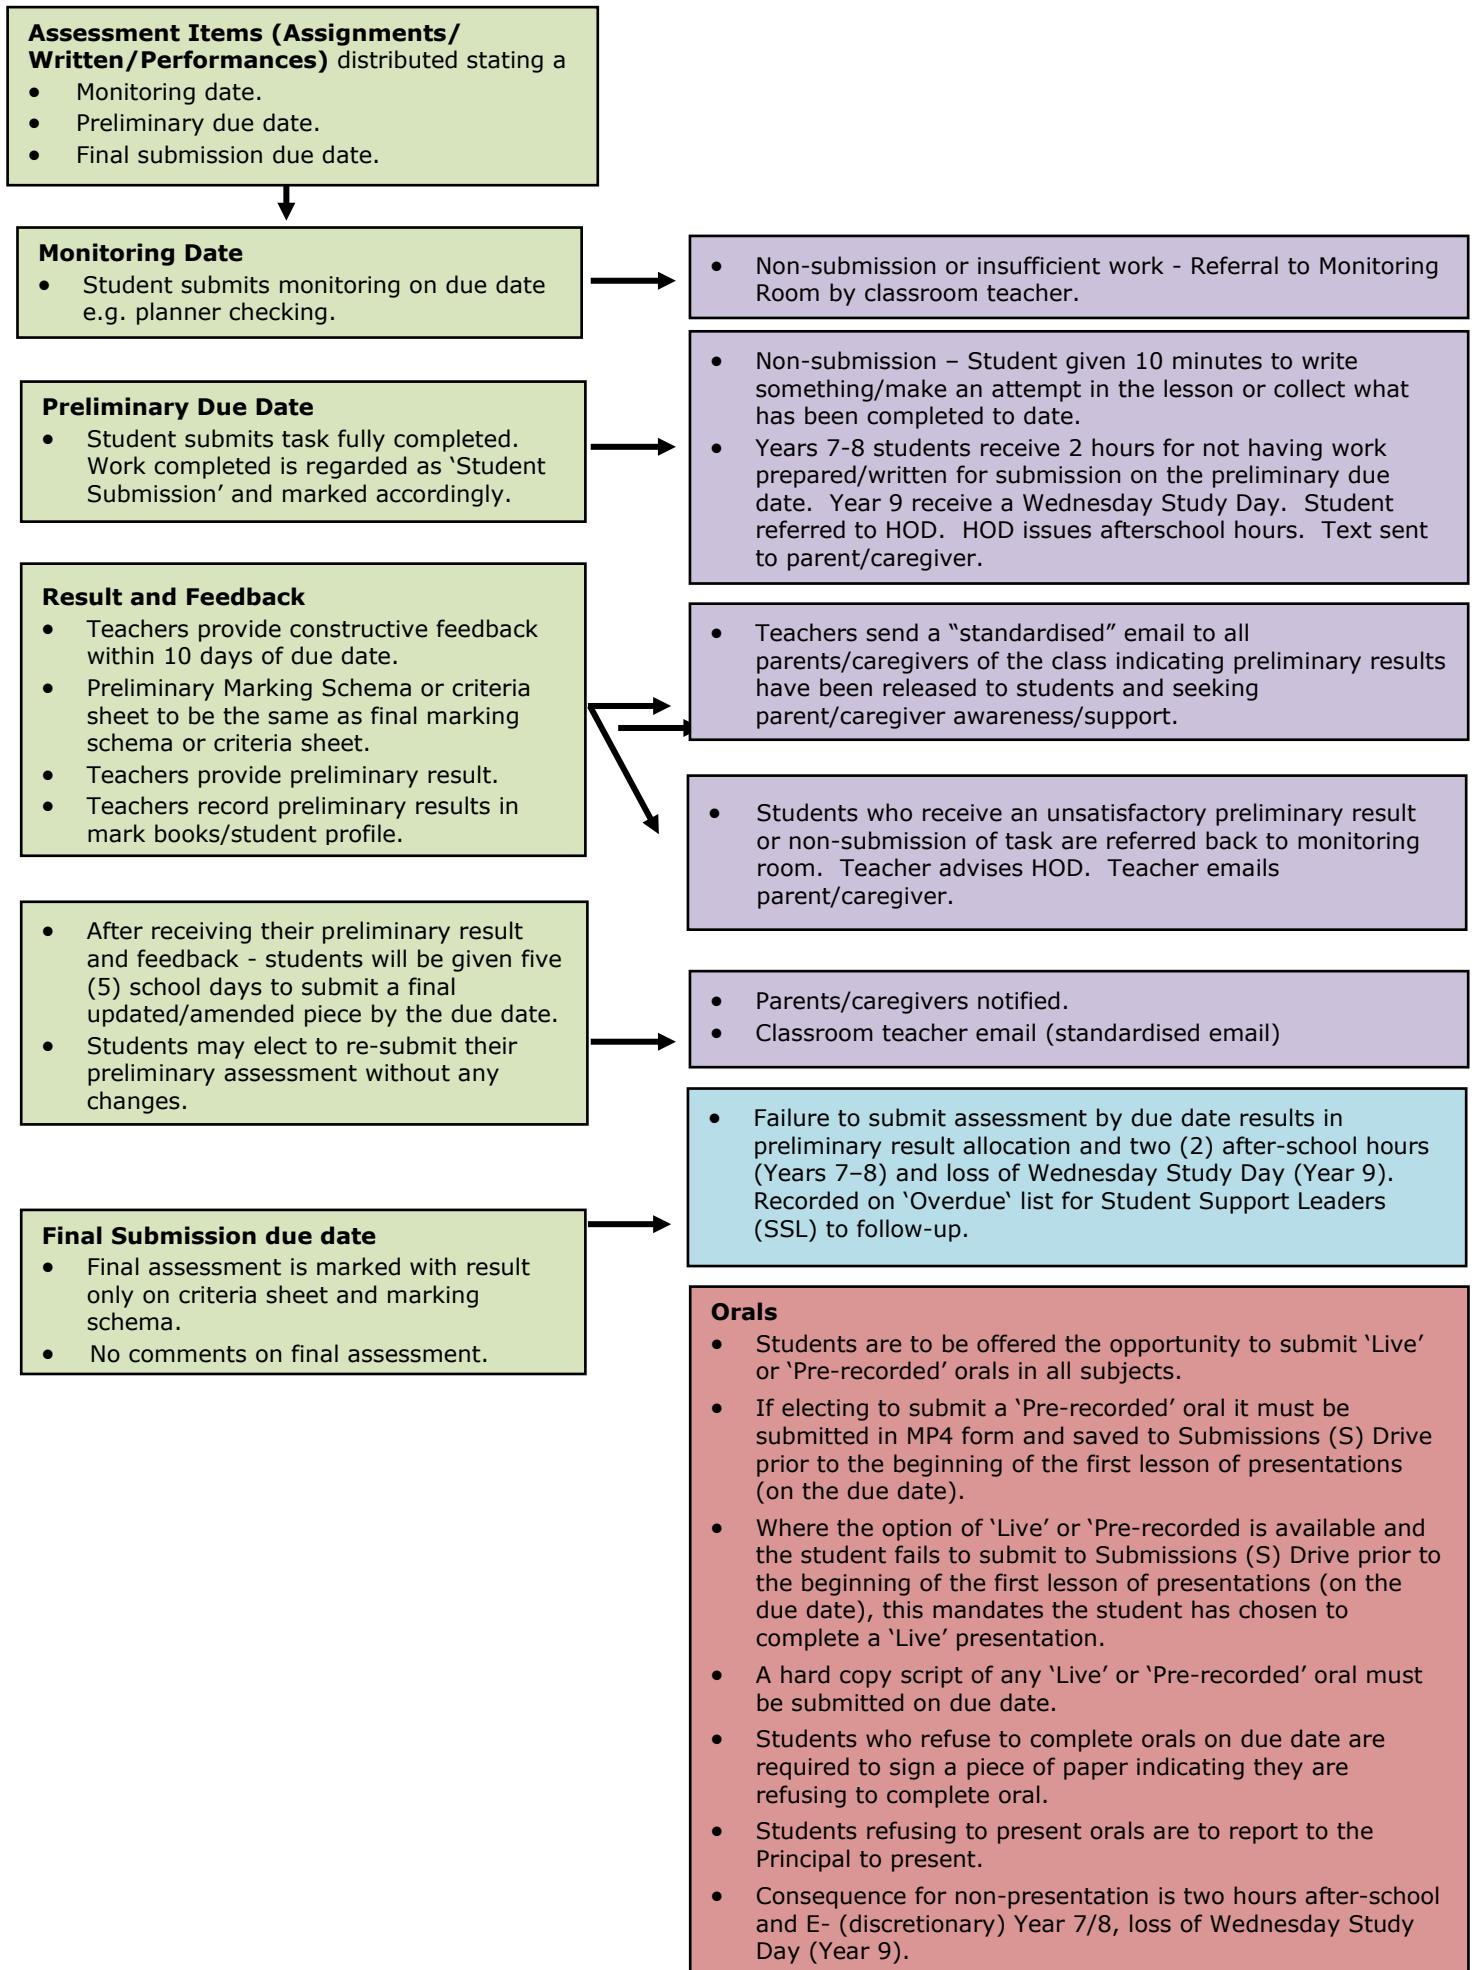 Assessment Items (Assignments/
Written/Performances) distributed stating a
• Monitoring date.
• Preliminary due date.
• Final submission due date.
Monitoring Date
• Student submits monitoring on due date
e.g. planner checking.
• Non-submission or insufficient work - Referral to Monitoring
Room by classroom teacher.
Preliminary Due Date
• Student submits task fully completed.
Work completed is regarded as ‘Student
Submission’ and marked accordingly.
• Non-submission – Student given 10 minutes to write
something/make an attempt in the lesson or collect what
has been completed to date.
• Years 7-8 students receive 2 hours for not having work
prepared/written for submission on the preliminary due
date.  Year 9 receive a Wednesday Study Day.  Student
referred to HOD.  HOD issues afterschool hours.  Text sent
to parent/caregiver.
Result and Feedback
• Teachers provide constructive feedback
within 10 days of due date.
• Preliminary Marking Schema or criteria
sheet to be the same as final marking
schema or criteria sheet.
• Teachers provide preliminary result.
• Teachers record preliminary results in
mark books/student profile.
• Teachers send a “standardised” email to all
parents/caregivers of the class indicating preliminary results
have been released to students and seeking
parent/caregiver awareness/support.
• Students who receive an unsatisfactory preliminary result
or non-submission of task are referred back to monitoring
room.  Teacher advises HOD.  Teacher emails
parent/caregiver.
• After receiving their preliminary result
and feedback - students will be given five
(5) school days to submit a final
updated/amended piece by the due date.
• Students may elect to re-submit their
preliminary assessment without any
changes.
• Parents/caregivers notified.
• Classroom teacher email (standardised email)
• Failure to submit assessment by due date results in
preliminary result allocation and two (2) after-school hours
(Years 7–8) and loss of Wednesday Study Day (Year 9).
Recorded on ‘Overdue‘ list for Student Support Leaders
(SSL) to follow-up.
Final Submission due date
• Final assessment is marked with result
only on criteria sheet and marking
schema.
• No comments on final assessment.
Orals
• Students are to be offered the opportunity to submit ‘Live’
or ‘Pre-recorded’ orals in all subjects.
• If electing to submit a ‘Pre-recorded’ oral it must be
submitted in MP4 form and saved to Submissions (S) Drive
prior to the beginning of the first lesson of presentations
(on the due date).
• Where the option of ‘Live’ or ‘Pre-recorded is available and
the student fails to submit to Submissions (S) Drive prior to
the beginning of the first lesson of presentations (on the
due date), this mandates the student has chosen to
complete a ‘Live’ presentation.
• A hard copy script of any ‘Live’ or ‘Pre-recorded’ oral must
be submitted on due date.
• Students who refuse to complete orals on due date are
required to sign a piece of paper indicating they are
refusing to complete oral.
• Students refusing to present orals are to report to the
Principal to present.
• Consequence for non-presentation is two hours after-school
and E- (discretionary) Year 7/8, loss of Wednesday Study
Day (Year 9).